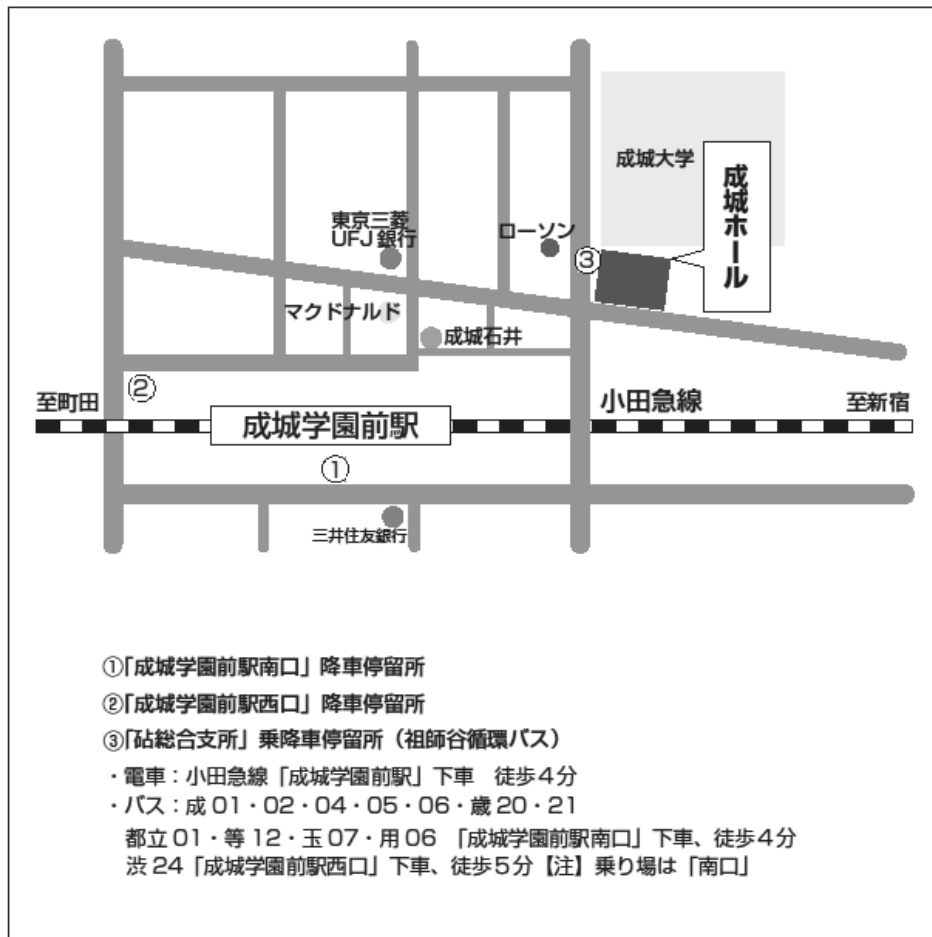 成城大学
成城ホール
東京三菱
UFJ銀行
ローソン
③
マクドナルド
成城石井
②
至町田
小田急線
至新宿
成城学園前駅
①
三井住友銀行
①「成城学園前駅南口」降車停留所
②「成城学園前駅西口」降車停留所
③「砧総合支所」乗降車停留所（祖師谷循環バス）
・電車：小田急線「成城学園前駅」下車　徒歩4分
・バス：成01・02・04・05・06・歳20・21
都立01・等12・玉07・用06 「成城学園前駅南口」下車、徒歩4分
渋24「成城学園前駅西口」下車、徒歩5分【注】乗り場は「南口」